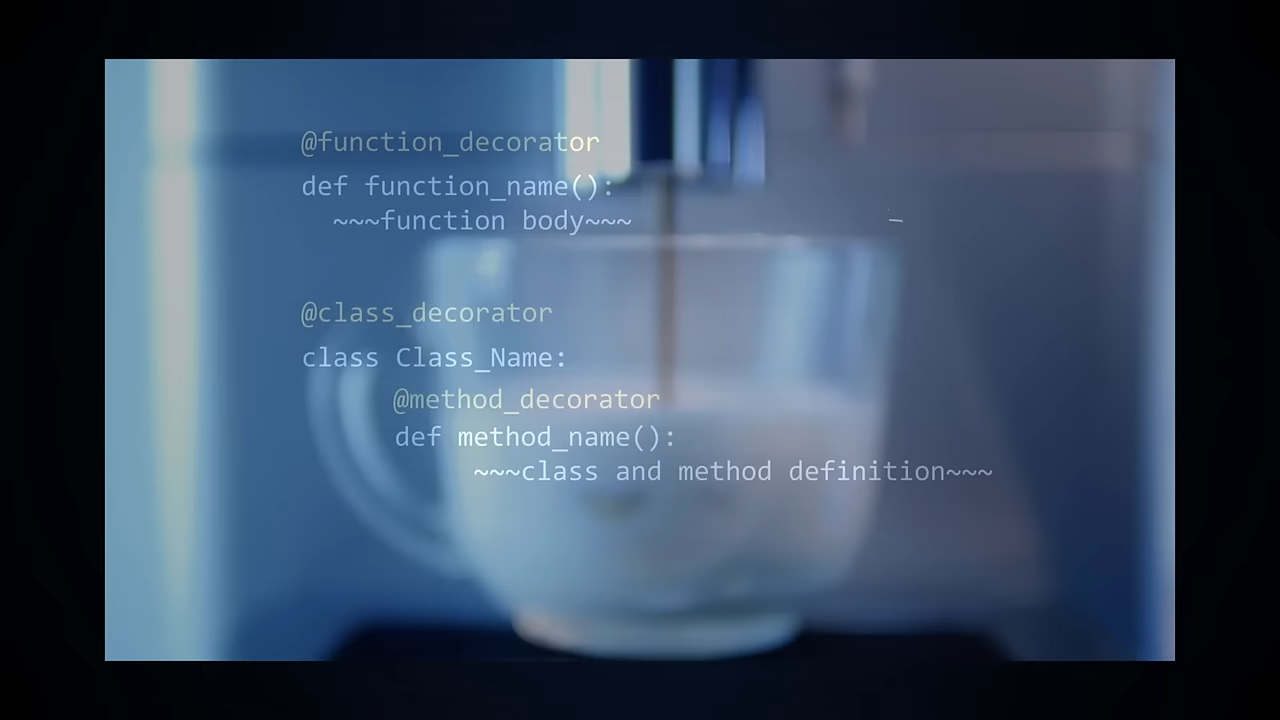 @function_decorator
def function_name():
~~~function body~~~
@class_decorator
class Class_Name:
@method_decorator
def method_name():
~~~class and method definition~~~